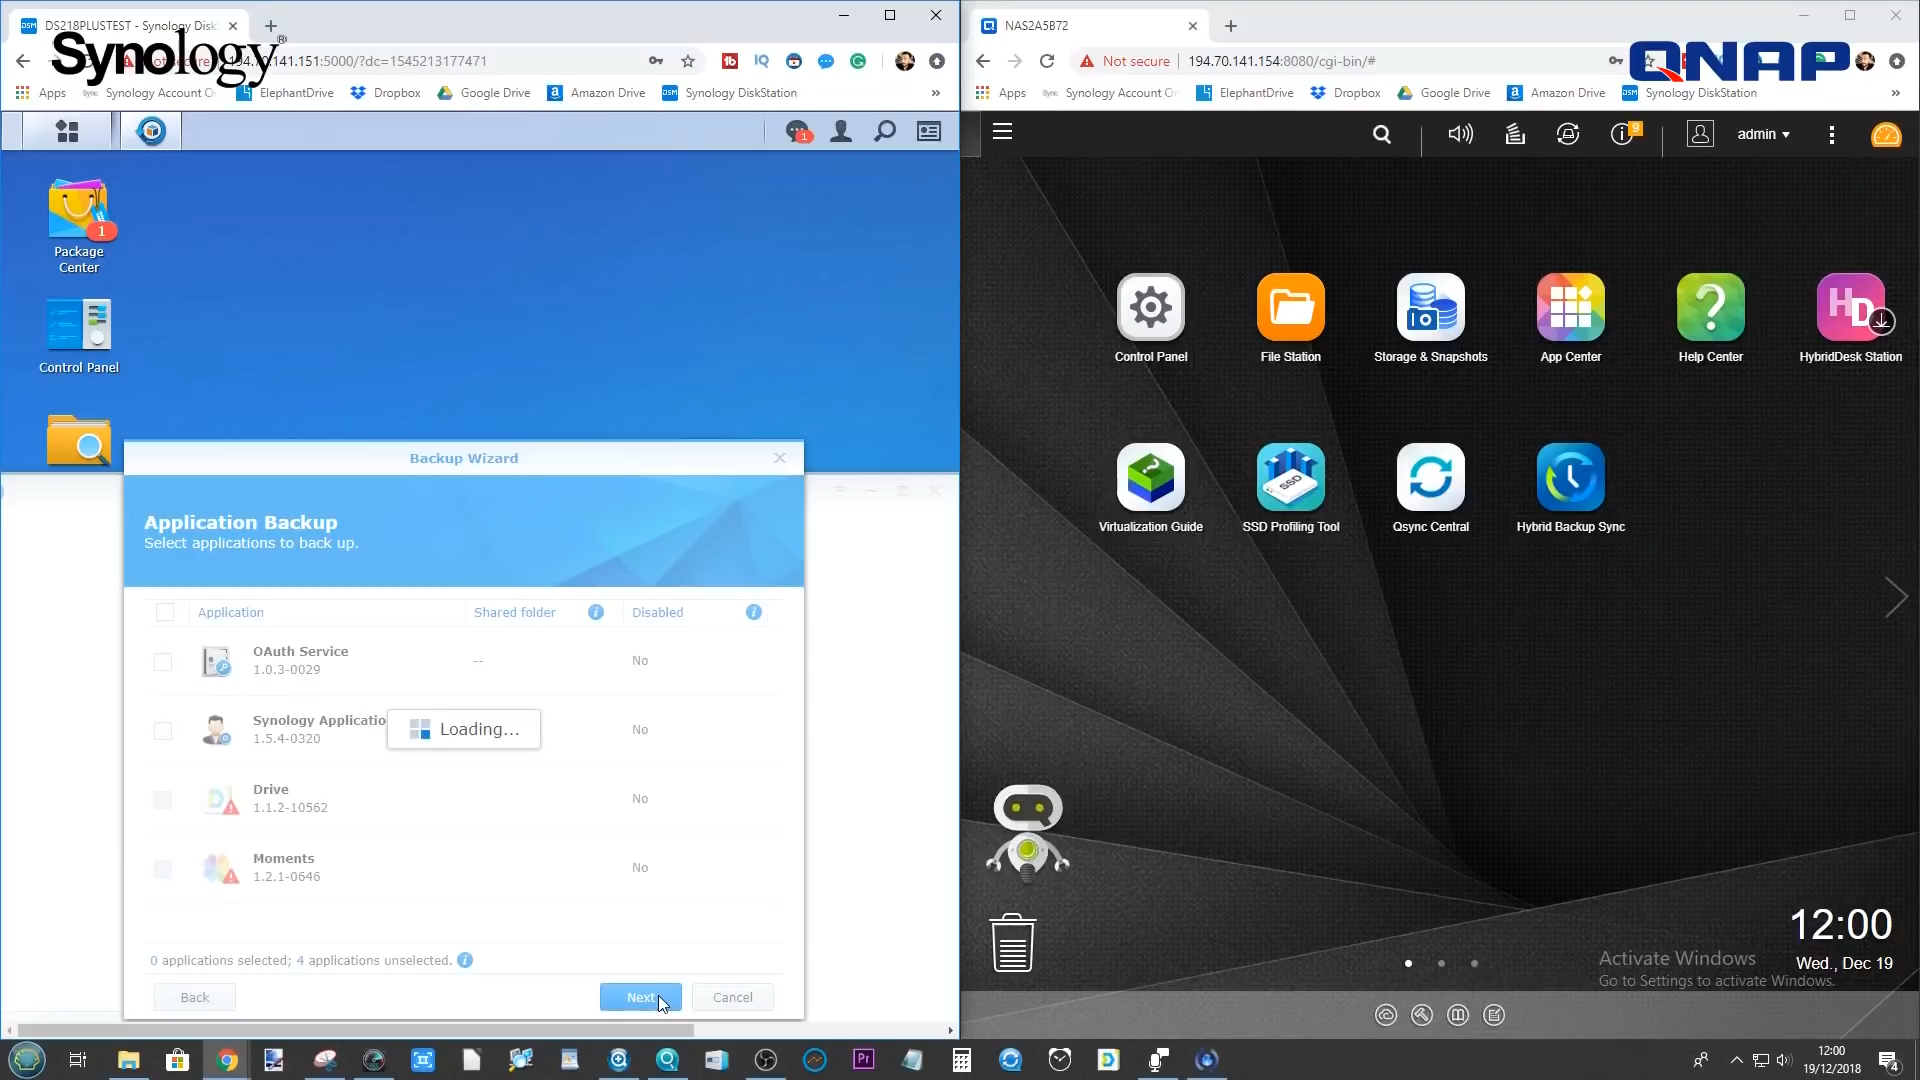 DS218PLUSTEST - Synology Disk
Synology®
141.151:5000/?dc=1545213177471
Apps
Synology Account O
ElephantDrive
Dropbox
Google Drive
Amazon Drive
Synology DiskStation
»
1
1
Package
Center
Control Panel
Backup Wizard
Application Backup
Select applications to back up.
Application
Shared folder
Disabled
OAuth Service
1.0.3-0029
--
No
Synology Applicatio
1.5.4-0320
No
Loading...
Drive
1.1.2-10562
No
Moments
1.2.1-0646
No
0 applications selected; 4 applications unselected.
Back
Next
Cancel
NAS2A5B72
QNAP
Not secure
194.70.141.154:8080/cgi-bin/#
Apps
Synology Account O
ElephantDrive
Dropbox
Google Drive
Amazon Drive
Synology DiskStation
»
9
admin
Control Panel
File Station
Storage & Snapshots
App Center
Help Center
HD
HybridDesk Station
Virtualization Guide
SSD
SSD Profiling Tool
Qsync Central
Hybrid Backup Sync
12:00
Wed., Dec 19
Activate Windows
Go to Settings to activate Windows.
Pr
12:00
19/12/2018
4